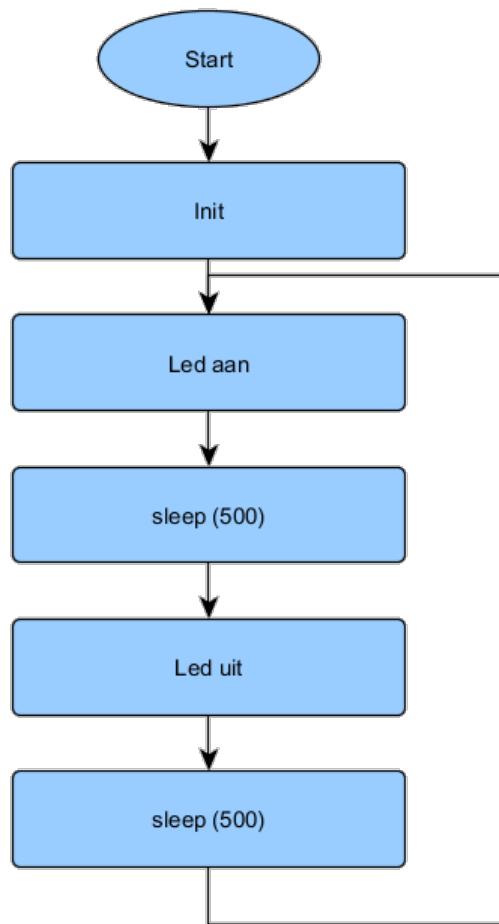 Start
Init
Led aan
sleep (500)
Led uit
sleep (500)